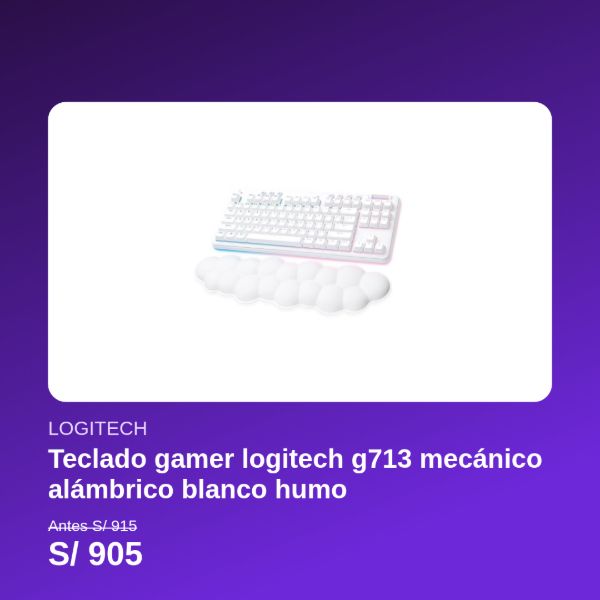 LOGITECH
Teclado gamer logitech g713 mecánico
alámbrico blanco humo
Antes S/ 915
S/ 905